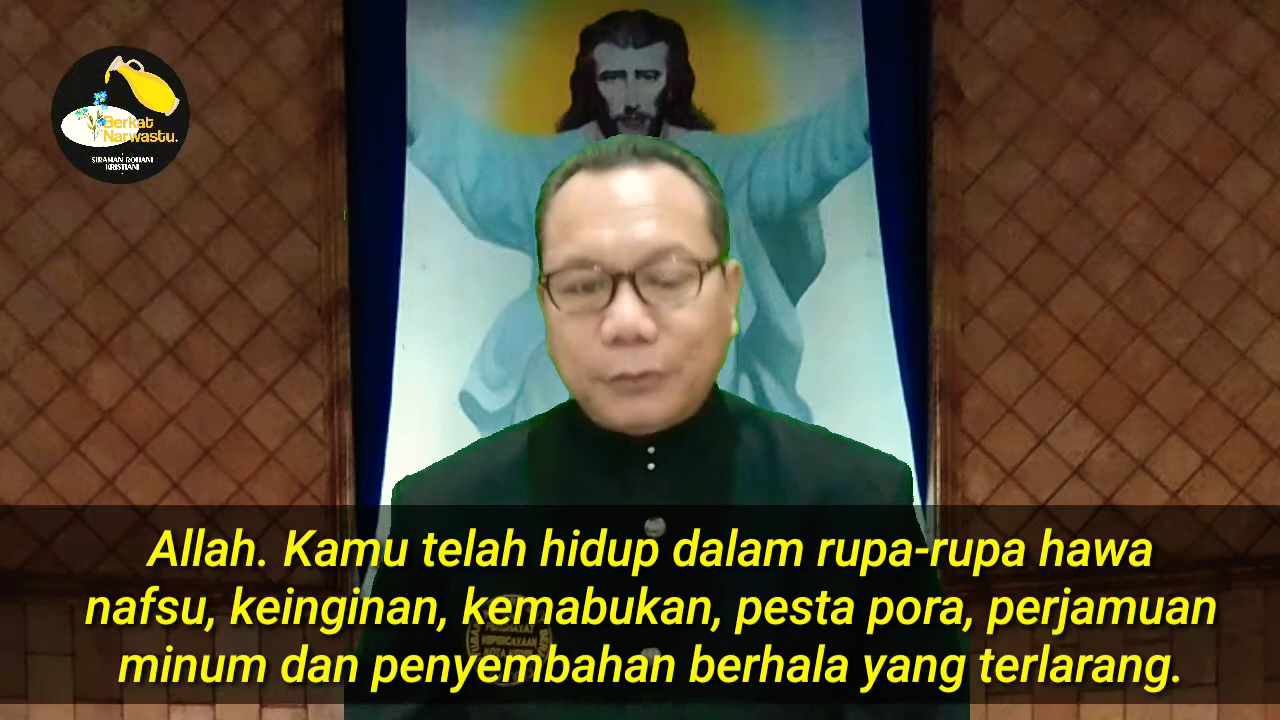 Berkat
Narwastu.
SIRAMAN ROHANI
KRISTIANI
Allah. Kamu telah hidup dalam rupa-rupa hawa
nafsu, keinginan, kemabukan, pesta pora, perjamuan
minum dan penyembahan berhala yang terlarang.
KEPERCAYAAN